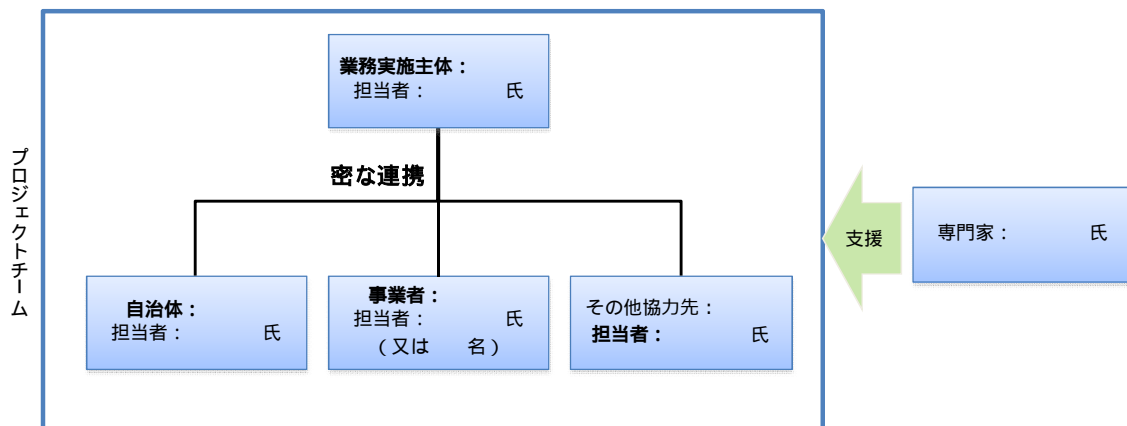 プロジェクトチーム
業務実施主体：
担当者：　　　　氏
密な連携
自治体：
担当者：　　　　氏
事業者：
担当者：　　　　氏
（又は　　名）
その他協力先：
担当者：　　　　氏
支援
専門家：　　　　氏